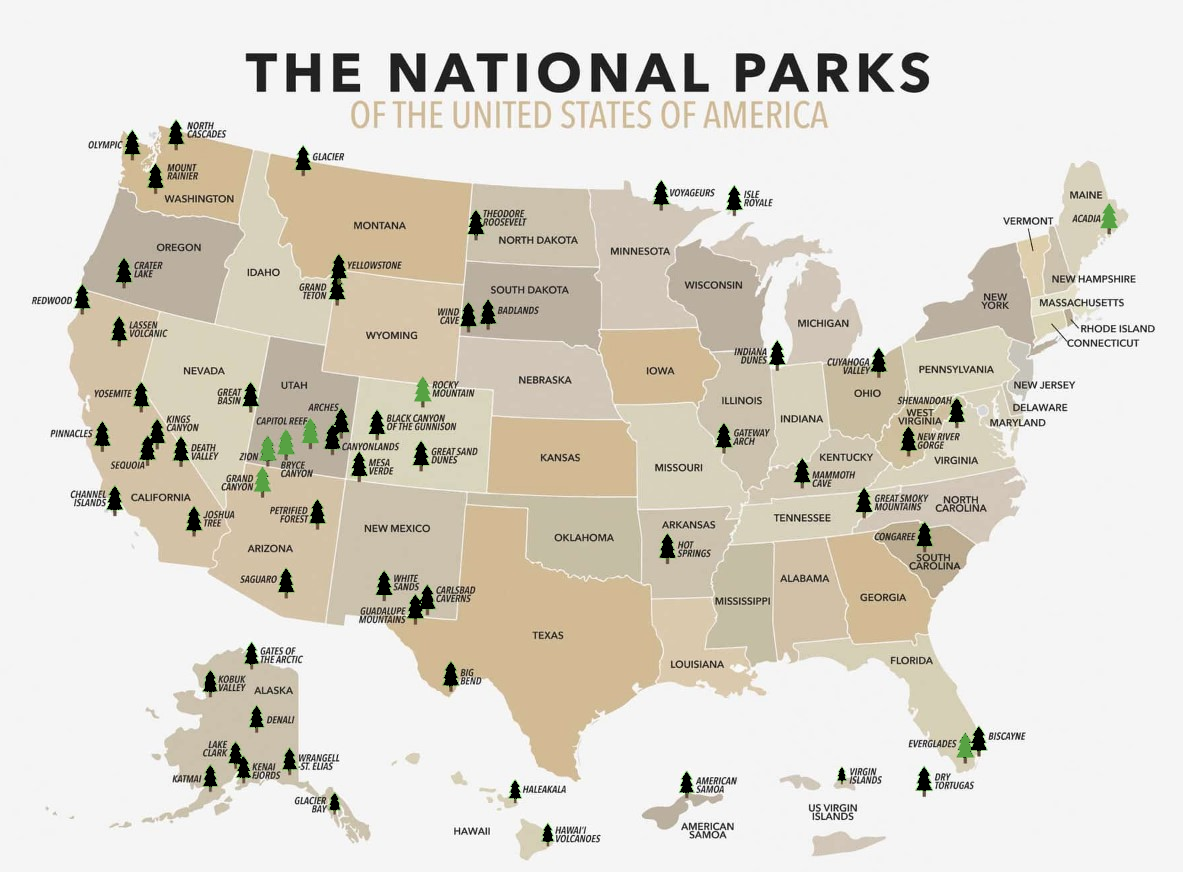 THE NATIONAL PARKS
OF THE UNITED STATES OF AMERICA
NORTH
CASCADES
OLYMPIC
MOUNT
RAINIER
WASHINGTON
GLACIER
MONTANA
THEODORE
ROOSEVELT
NORTH DAKOTA
VOYAGEURS
ISLE
ROYALE
MINNESOTA
MAINE
ACADIA
VERMONT
NEW HAMPSHIRE
MASSACHUSETTS
RHODE ISLAND
CONNECTICUT
NEW
YORK
OREGON
CRATER
LAKE
IDAHO
YELLOWSTONE
GRAND
TETON
WYOMING
SOUTH DAKOTA
WIND
CAVE
BADLANDS
WISCONSIN
MICHIGAN
REDWOOD
LASSEN
VOLCANIC
NEVADA
UTAH
ROCKY
MOUNTAIN
NEBRASKA
IOWA
INDIANA
DUNES
CUYAHOGA
VALLEY
OHIO
PENNSYLVANIA
NEW JERSEY
DELAWARE
MARYLAND
YOSEMITE
GREAT
BASIN
ARCHES
CAPITOL REEF
BLACK CANYON
OF THE GUNNISON
ILLINOIS
INDIANA
SHENANDOAH
WEST
VIRGINIA
NEW RIVER
GORGE
VIRGINIA
PINNACLES
KINGS
CANYON
SEQUOIA
DEATH
VALLEY
ZION
BRYCE
CANYON
CANYONLANDS
MESA
VERDE
GREAT SAND
DUNES
KANSAS
GATEWAY
ARCH
MISSOURI
KENTUCKY
MAMMOTH
CAVE
GRAND
CANYON
CHANNEL
ISLANDS
CALIFORNIA
JOSHUA
TREE
PETRIFIED
FOREST
NEW MEXICO
OKLAHOMA
ARKANSAS
HOT
SPRINGS
TENNESSEE
GREAT SMOKY
MOUNTAINS
NORTH
CAROLINA
CONGAREE
SOUTH
CAROLINA
ARIZONA
SAGUARO
WHITE
SANDS
CARLSBAD
CAVERNS
GUADALUPE
MOUNTAINS
MISSISSIPPI
ALABAMA
GEORGIA
TEXAS
BIG
BEND
LOUISIANA
FLORIDA
EVERGLADES
BISCAYNE
DRY
TORTUGAS
GATES OF
THE ARCTIC
KOBUK
VALLEY
ALASKA
DENALI
LAKE
CLARK
KENAI
FJORDS
WRANGELL
ST. ELIAS
KATMAI
GLACIER
BAY
HALEAKALA
HAWAII
HAWAI'I
VOLCANOES
AMERICAN
SAMOA
AMERICAN
SAMOA
VIRGIN
ISLANDS
US VIRGIN
ISLANDS